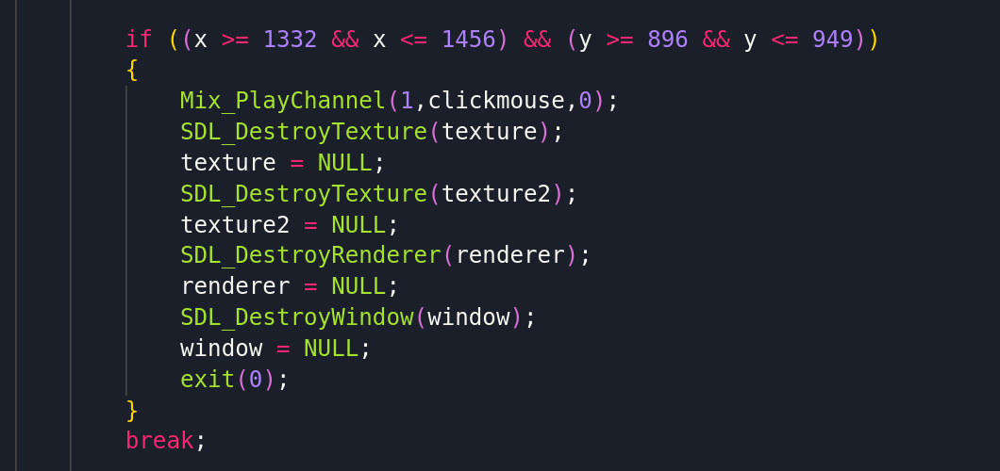 if ((x >= 1332 && x <= 1456) && (y >= 896 && y <= 949))
{
    Mix_PlayChannel(1,clickmouse,0);
    SDL_DestroyTexture(texture);
    texture = NULL;
    SDL_DestroyTexture(texture2);
    texture2 = NULL;
    SDL_DestroyRenderer(renderer);
    renderer = NULL;
    SDL_DestroyWindow(window);
    window = NULL;
    exit(0);
}
break;